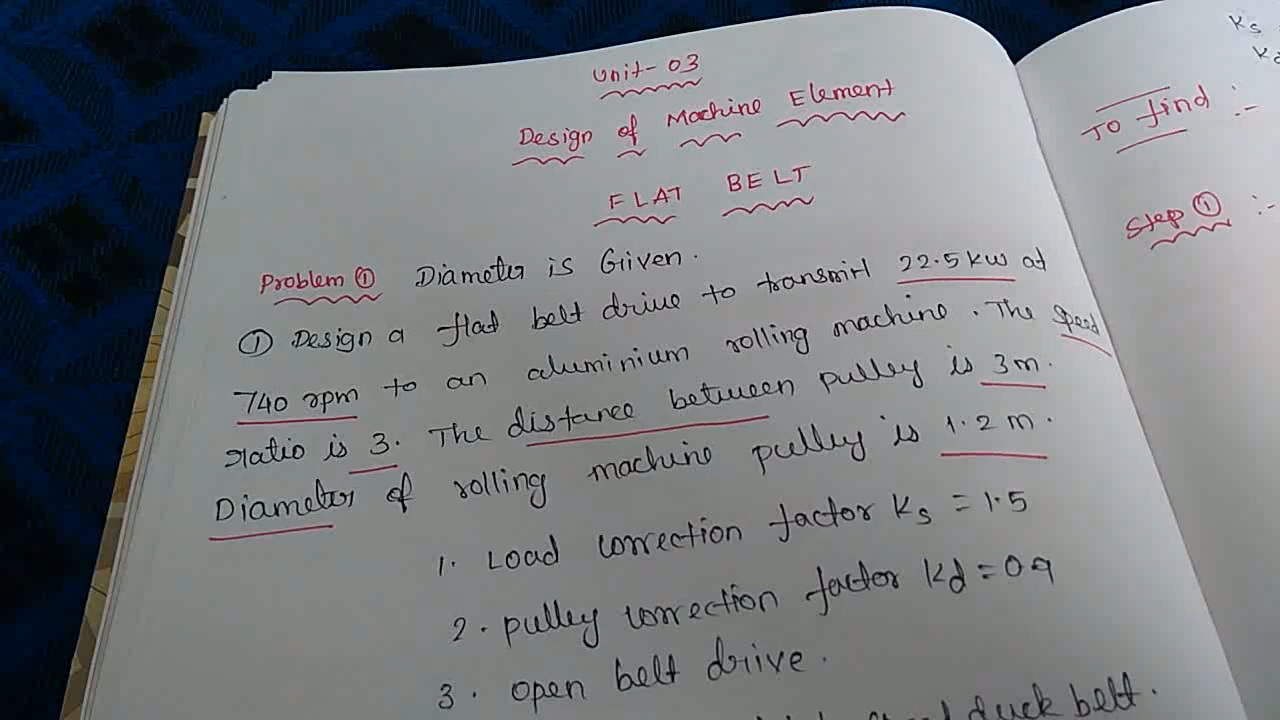 Unit-03
Design of Machine Element
FLAT BELT
Problem ① Diameter is Given.
① Design a flat belt drive to transmit 22.5 kw at
740 rpm to an aluminium rolling machine. The speed
ratio is 3. The distance between pulley is 3m.
Diameter of rolling machine pulley is 1.2 m.
1. Load correction factor Ks = 1.5
2. pulley correction factor Kd = 0.9
3. open belt drive.
duck belt.
Ks
Kd
To find :-
Step ① :-